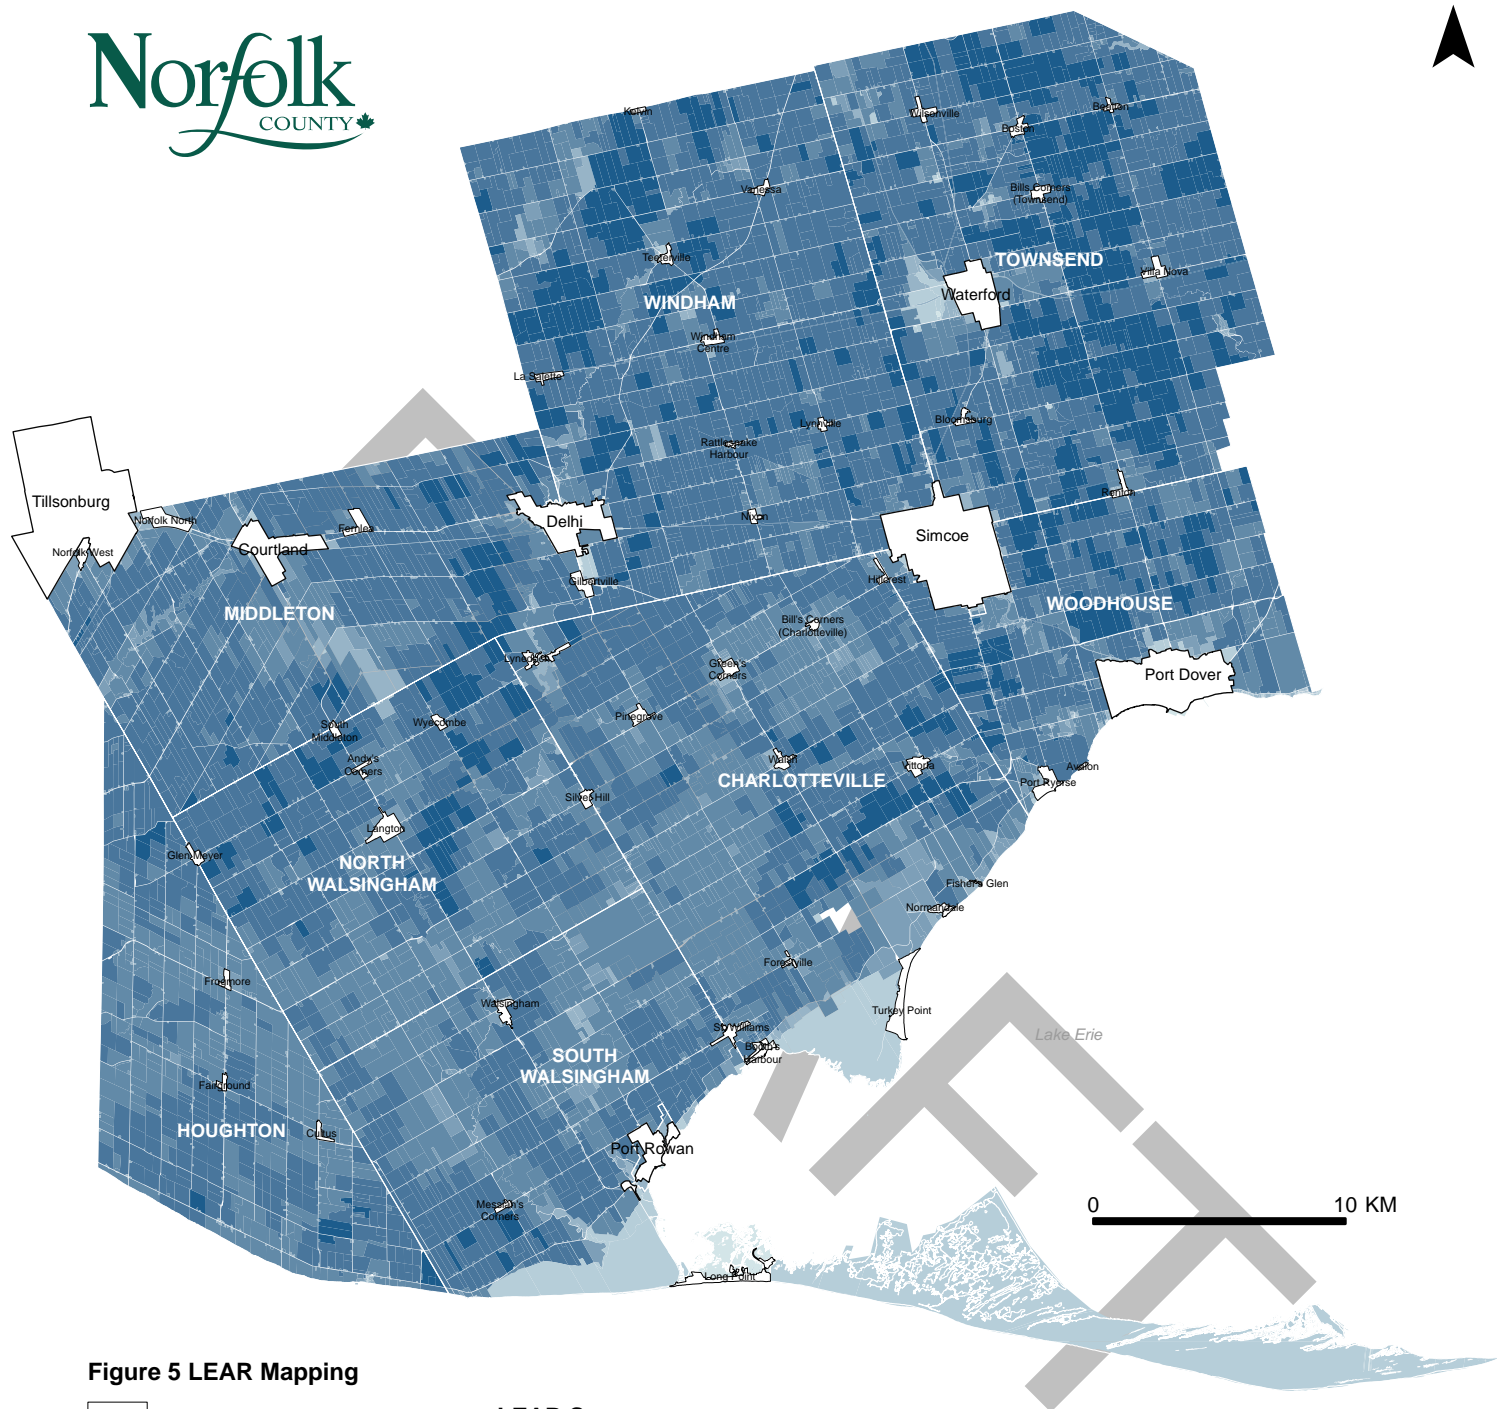 Norfolk
COUNTY
Kelvin
Wilsonville
Boston
Bealton
Vanessa
Bills Corners
(Townsend)
Teeterville
TOWNSEND
Villa Nova
WINDHAM
Waterford
Windham
Centre
La Salette
Lynnville
Bloomsburg
Rattlesnake
Harbour
Tillsonburg
Norfolk North
Fernlea
Delhi
Nixon
Renton
Norfolk West
Courtland
Simcoe
Gilbertville
Hillcrest
MIDDLETON
WOODHOUSE
Bill's Corners
(Charlotteville)
Lynedoch
Green's
Corners
Port Dover
South
Middleton
Wyecombe
Pinegrove
Andy's
Corners
Walsh
Vittoria
Avalon
CHARLOTTEVILLE
Port Ryerse
Silver Hill
Langton
Glen Meyer
NORTH
WALSINGHAM
Fisher's Glen
Normandale
Forestville
Frogmore
Walsingham
Turkey Point
St. Williams
Booth's
Harbour
Lake Erie
SOUTH
WALSINGHAM
Fairground
HOUGHTON
Cultus
Port Rowan
Messiah's
Corners
0 10 KM
Long Point
Figure 5 LEAR Mapping